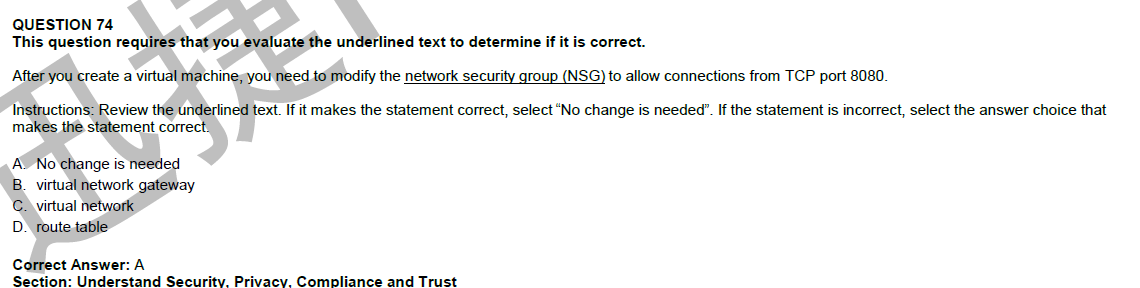 QUESTION 74
This question requires that you evaluate the underlined text to determine if it is correct.
After you create a virtual machine, you need to modify the network security group (NSG) to allow connections from TCP port 8080.
Instructions: Review the underlined text. If it makes the statement correct, select “No change is needed”. If the statement is incorrect, select the answer choice that
makes the statement correct.
A. No change is needed
B. virtual network gateway
C. virtual network
D. route table
Correct Answer: A
Section: Understand Security, Privacy, Compliance and Trust
迅捷